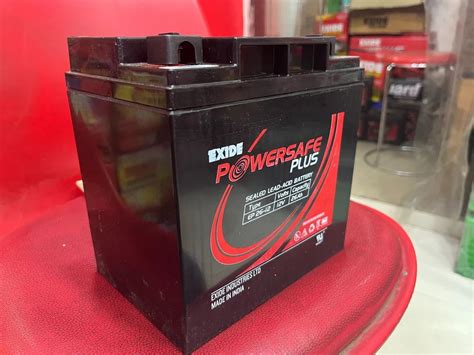 EXIDE
POWERSAFE
PLUS
SEALED LEAD-ACID BATTERY
Type Volts Capacity
EP 26-12 12V 26Ah
EXIDE INDUSTRIES LTD
MADE IN INDIA
EXIDE